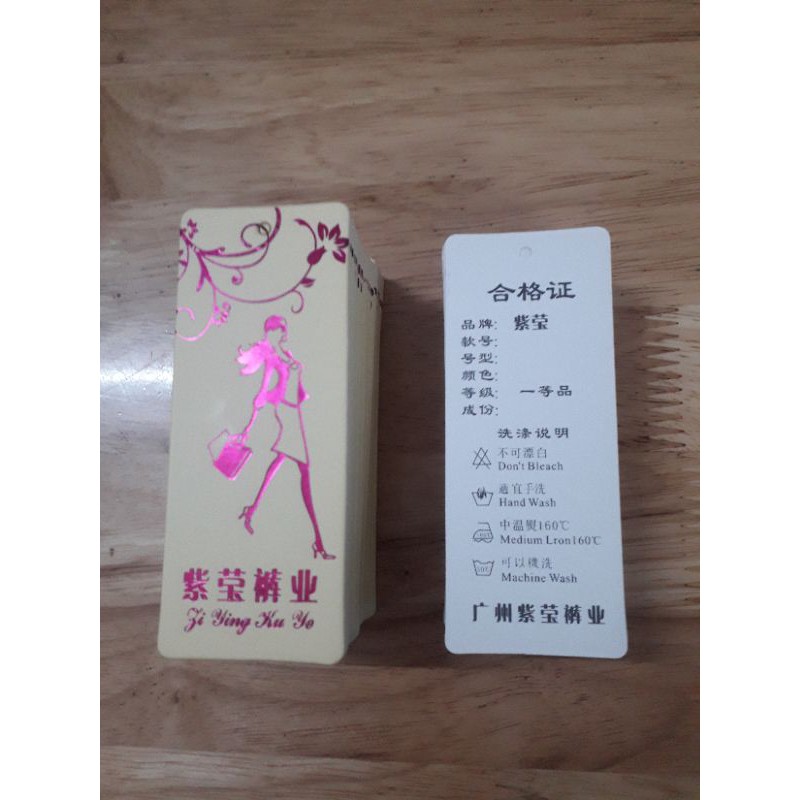 紫莹裤业
Zi Ying Ku Ye
合格证
品牌: 紫莹
款号:
号型:
颜色:
等级: 一等品
成份:
洗涤说明
不可漂白
Don't Bleach
適宜手洗
Hand Wash
中温熨160℃
Medium Lron160℃
可以機洗
Machine Wash
广州紫莹裤业